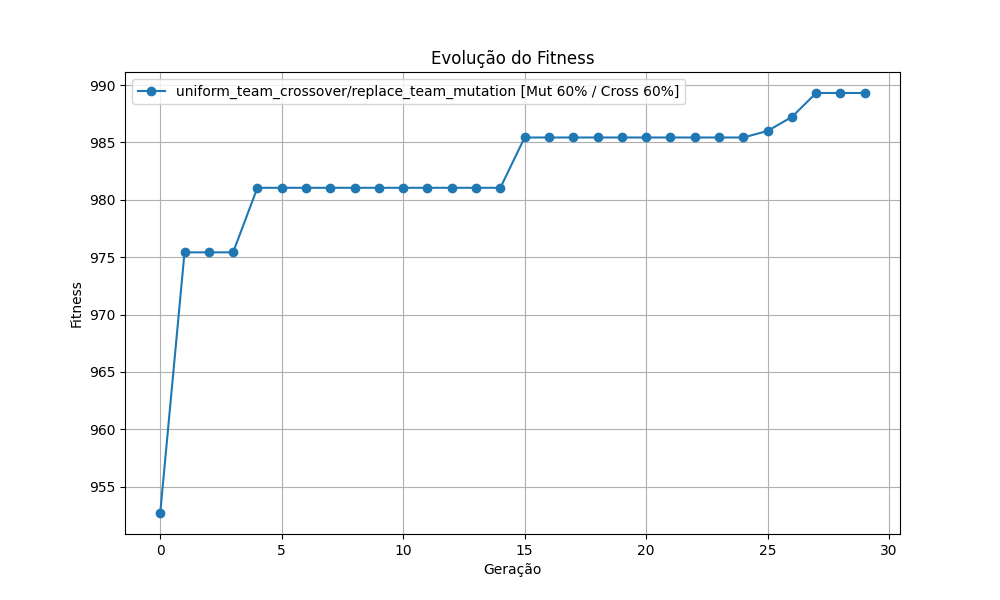 Evolução do Fitness
uniform_team_crossover/replace_team_mutation [Mut 60% / Cross 60%]
Fitness
990
985
980
975
970
965
960
955
0 5 10 15 20 25 30
Geração